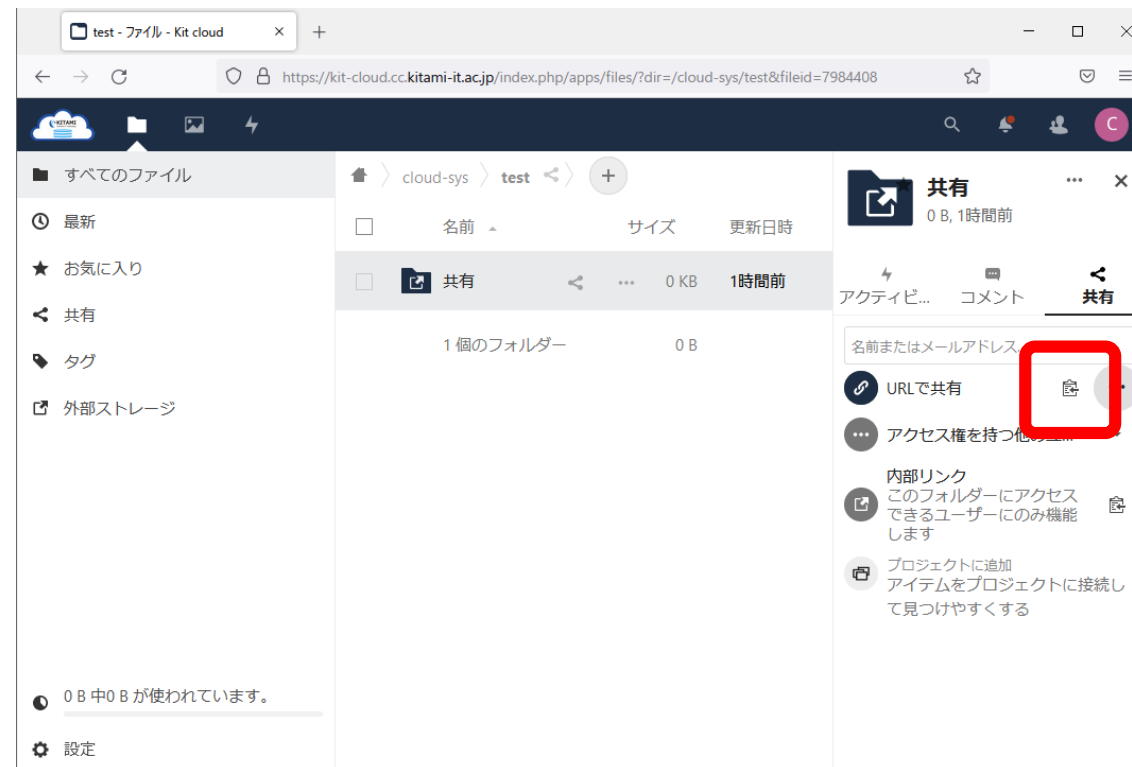 test - ファイル - Kit cloud
https://kit-cloud.cc.kitami-it.ac.jp/index.php/apps/files/?dir=/cloud-sys/test&fileid=7984408
KITAMI
C
すべてのファイル
最新
お気に入り
共有
タグ
外部ストレージ
0 B 中0 B が使われています。
設定
cloud-sys
test
名前
サイズ
更新日時
共有
0 KB
1時間前
1 個のフォルダー
0 B
共有
0 B, 1時間前
アクティビ...
コメント
共有
名前またはメールアドレス
URLで共有
アクセス権を持つ他の
内部リンク
このフォルダーにアクセス
できるユーザーにのみ機能
します
プロジェクトに追加
アイテムをプロジェクトに接続し
て見つけやすくする